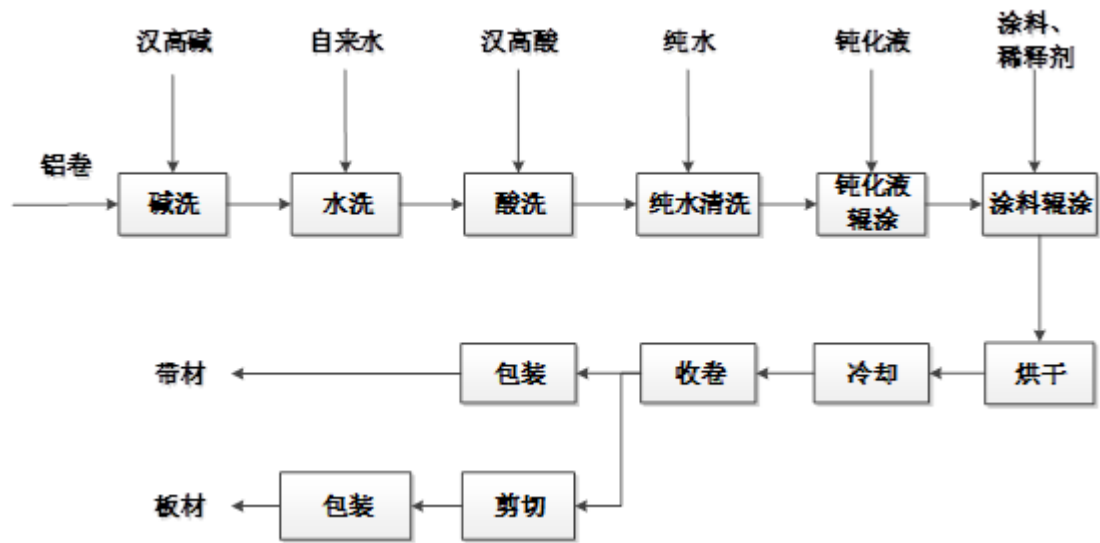 汉高碱
自来水
汉高酸
纯水
钝化液
涂料、
稀释剂
铝卷
碱洗
水洗
酸洗
纯水清洗
钝化液
辊涂
涂料辊涂
带材
包装
收卷
冷却
烘干
板材
包装
剪切